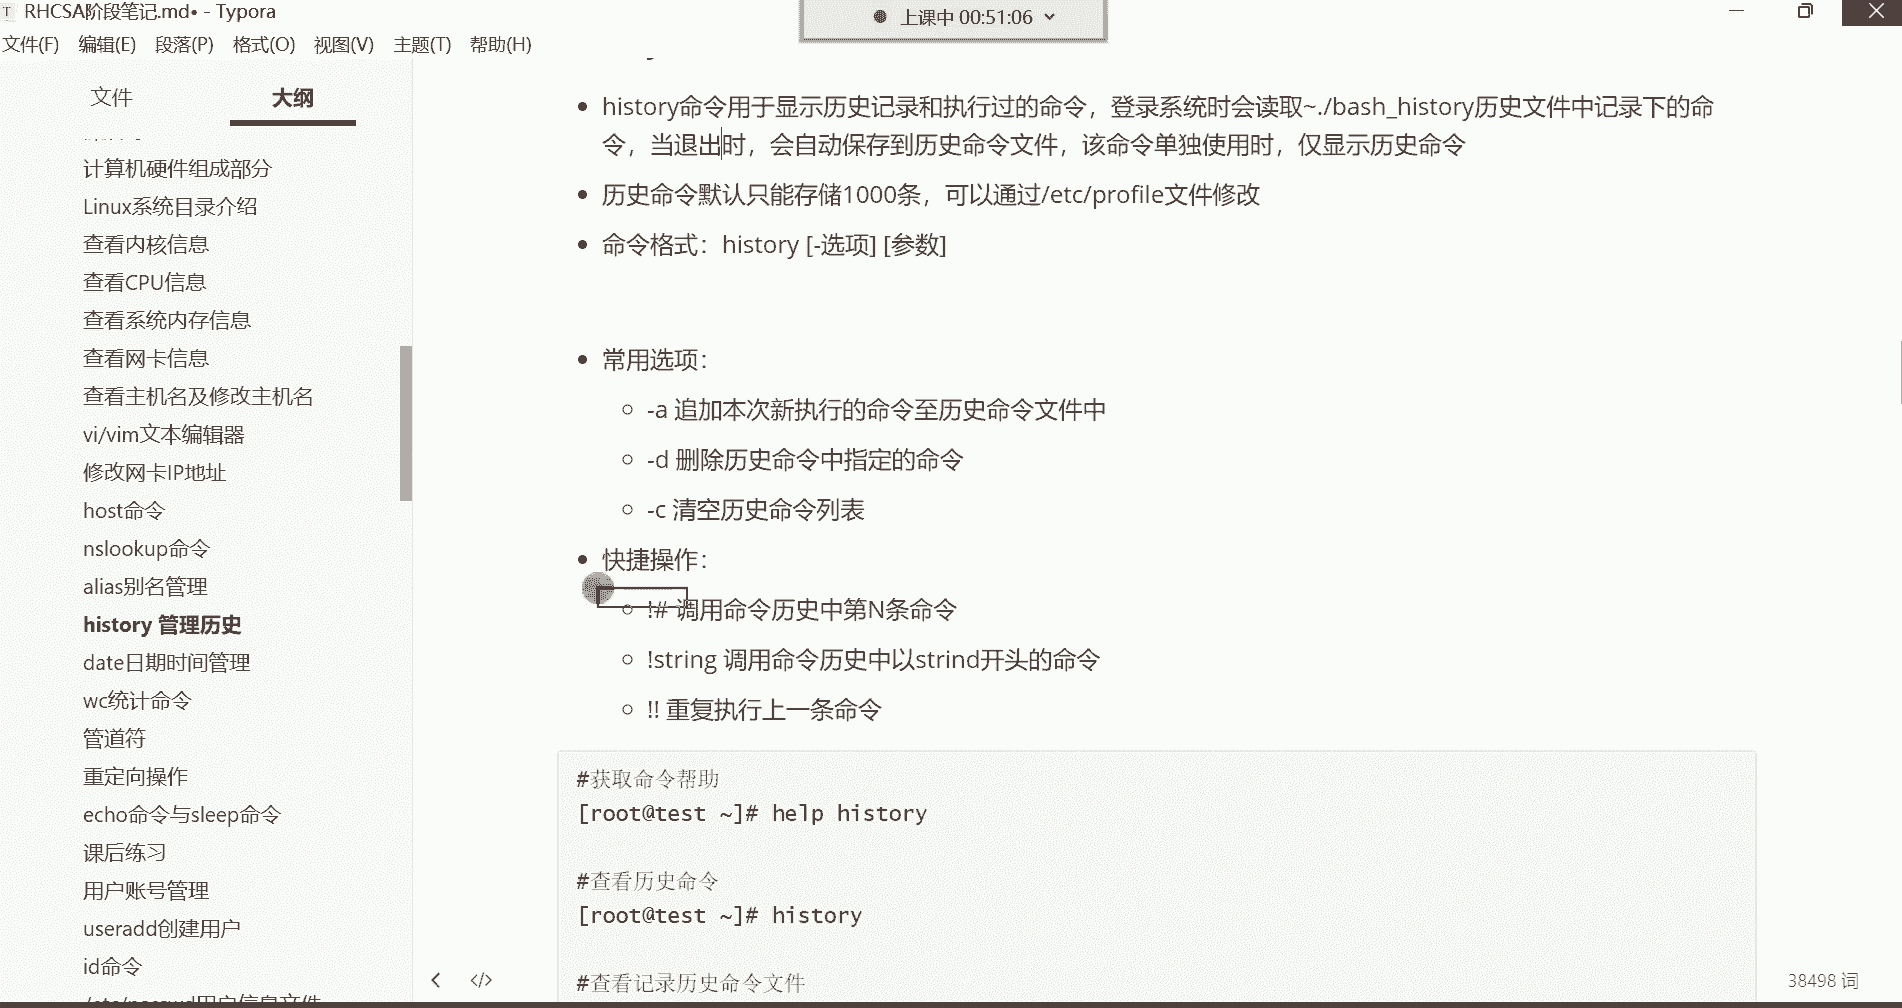 T RHCSA阶段笔记.md• - Typora
上课中 00:51:06
文件(F) 编辑(E) 段落(P) 格式(O) 视图(V) 主题(T) 帮助(H)
文件 大纲
计算机硬件组成部分
Linux系统目录介绍
查看内核信息
查看CPU信息
查看系统内存信息
查看网卡信息
查看主机名及修改主机名
vi/vim文本编辑器
修改网卡IP地址
host命令
nslookup命令
alias别名管理
history 管理历史
date日期时间管理
wc统计命令
管道符
重定向操作
echo命令与sleep命令
课后练习
用户账号管理
useradd创建用户
id命令
/etc/passwd用户信息文件
history命令用于显示历史记录和执行过的命令，登录系统时会读取~./bash_history历史文件中记录下的命
令，当退出时，会自动保存到历史命令文件，该命令单独使用时，仅显示历史命令
历史命令默认只能存储1000条，可以通过/etc/profile文件修改
命令格式：history [-选项] [参数]
常用选项：
-a 追加本次新执行的命令至历史命令文件中
-d 删除历史命令中指定的命令
-c 清空历史命令列表
快捷操作：
!# 调用命令历史中第N条命令
!string 调用命令历史中以strind开头的命令
!! 重复执行上一条命令
#获取命令帮助
[root@test ~]# help history
#查看历史命令
[root@test ~]# history
#查看记录历史命令文件
38498 词